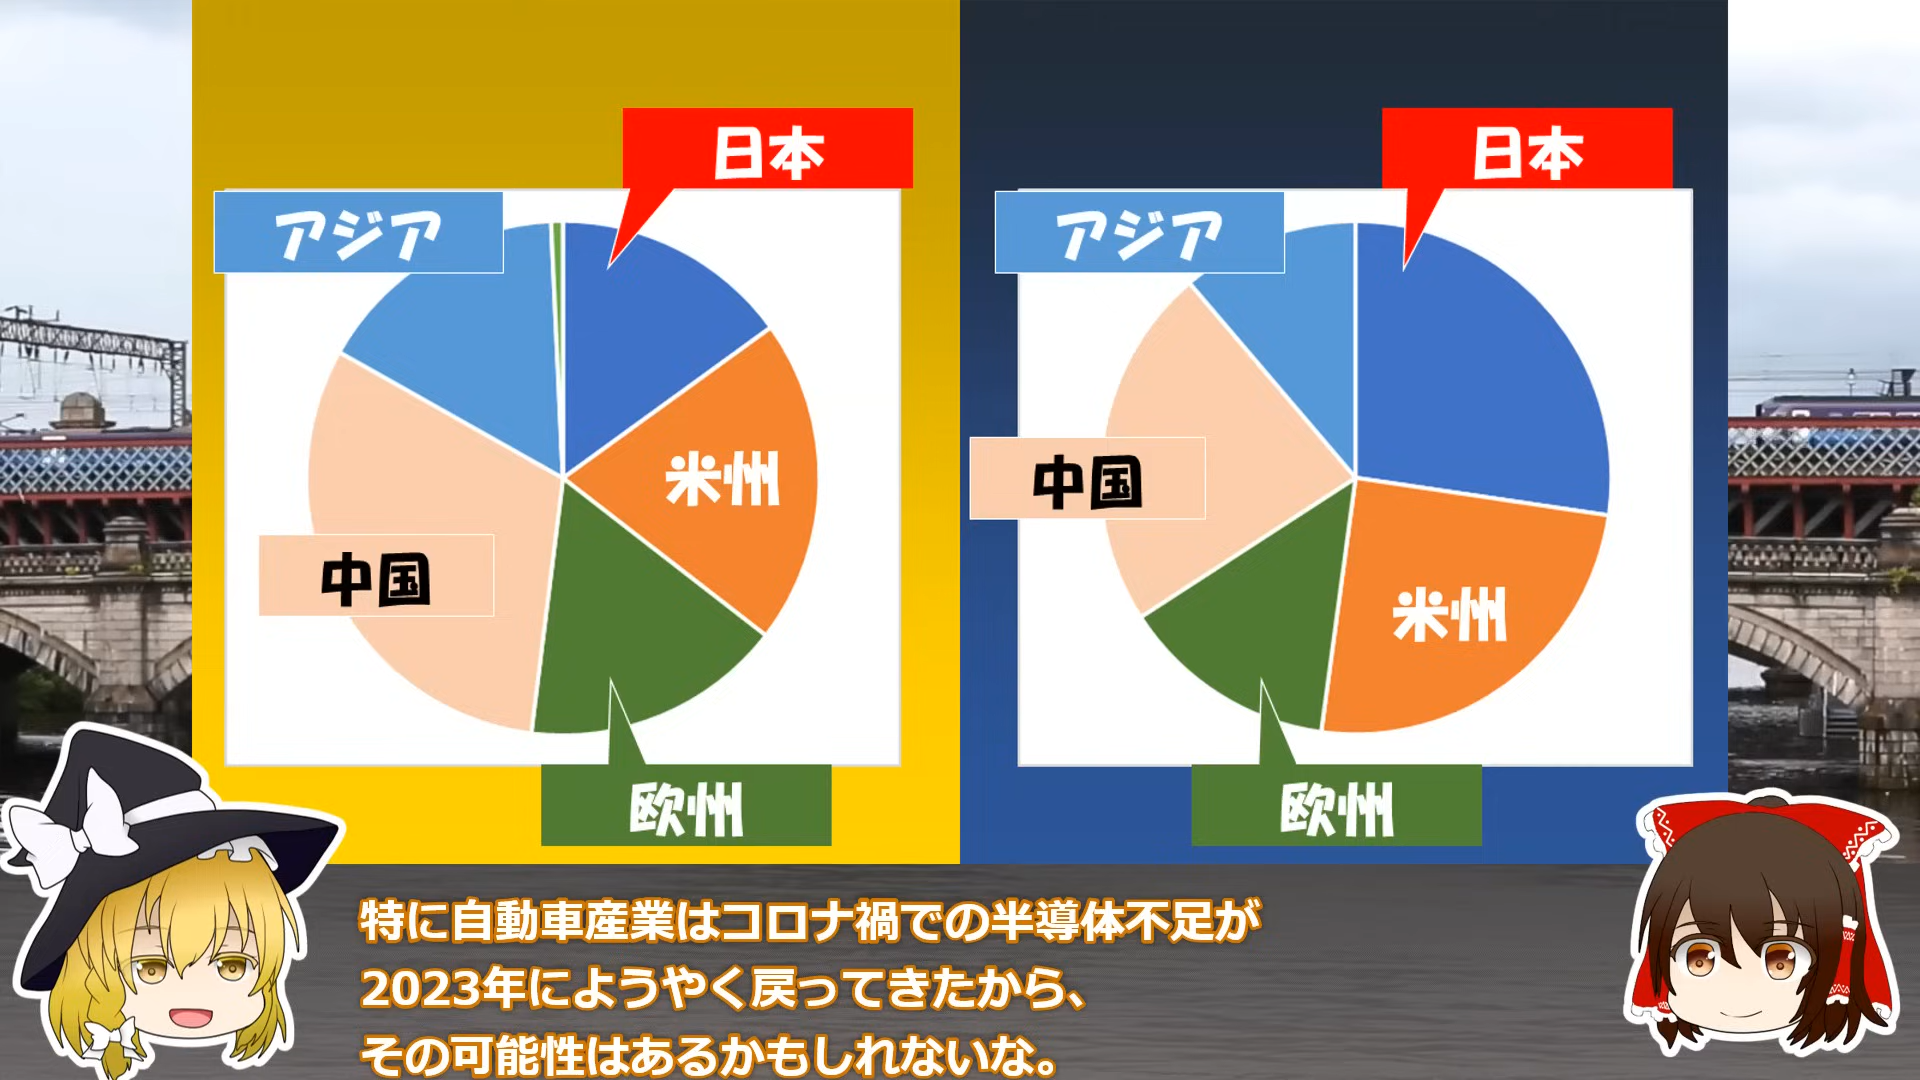 日本
アジア
米州
中国
欧州
日本
アジア
中国
米州
欧州
特に自動車産業はコロナ禍での半導体不足が
2023年にようやく戻ってきたから、
その可能性はあるかもしれないな。